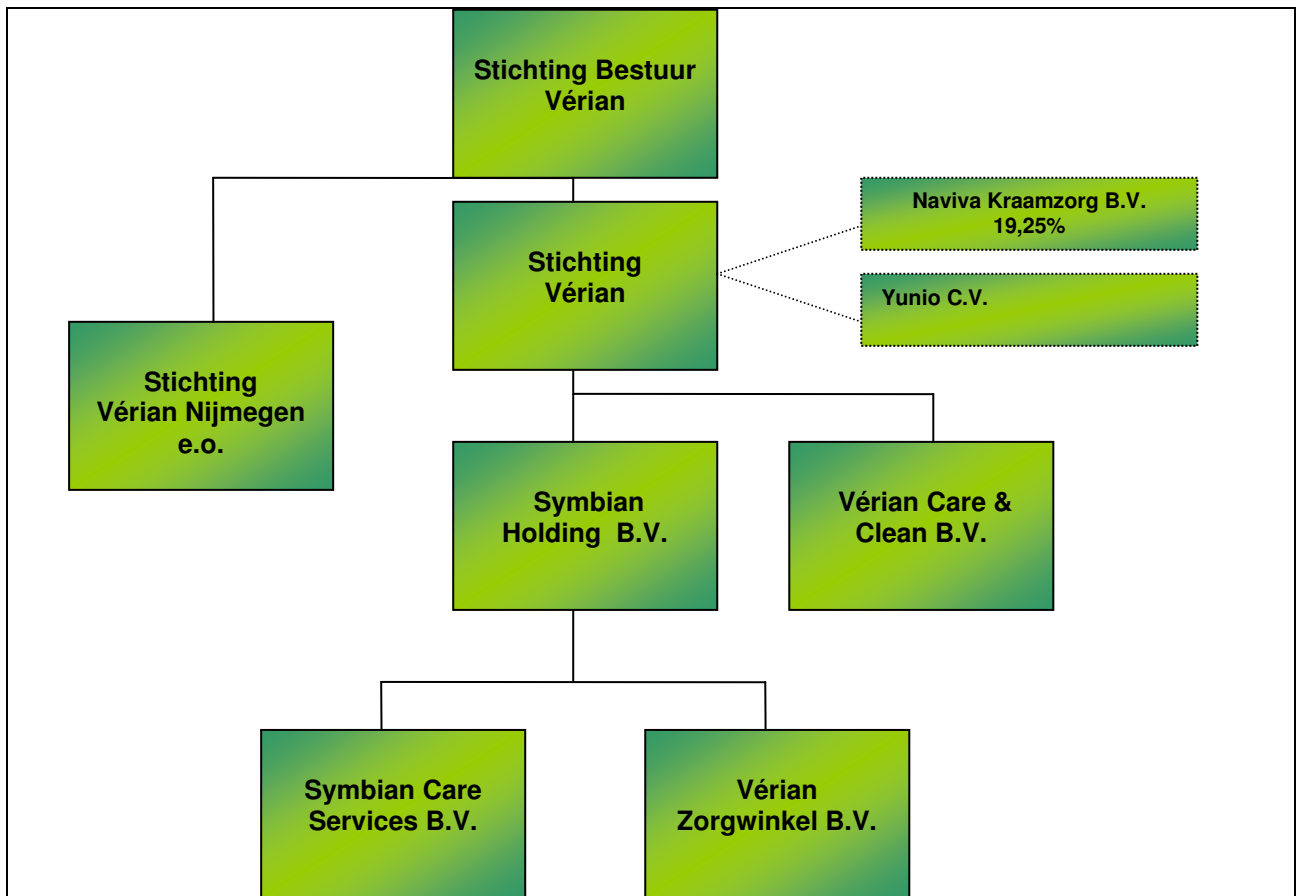 Stichting Bestuur
Vérian
Naviva Kraamzorg B.V.
19,25%
Stichting
Vérian
Yunio C.V.
Stichting
Vérian Nijmegen
e.o.
Symbian
Holding B.V.
Vérian Care &
Clean B.V.
Symbian Care
Services B.V.
Vérian
Zorgwinkel B.V.